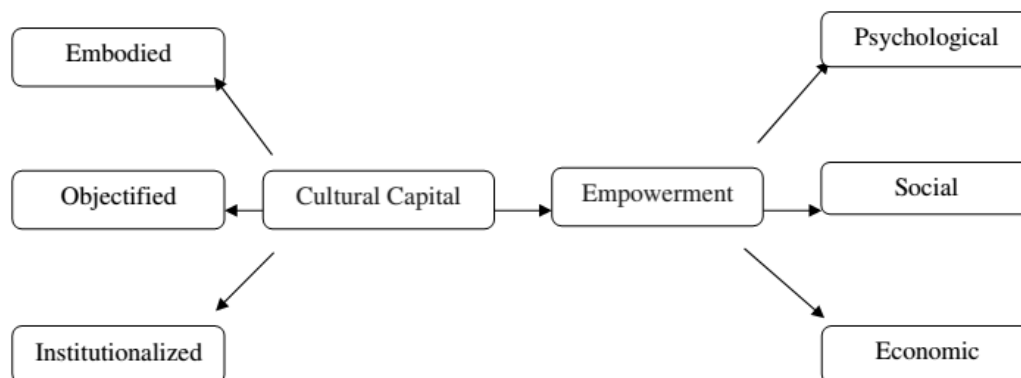 Psychological
Embodied
Objectified
Cultural Capital
Empowerment
Social
Institutionalized
Economic